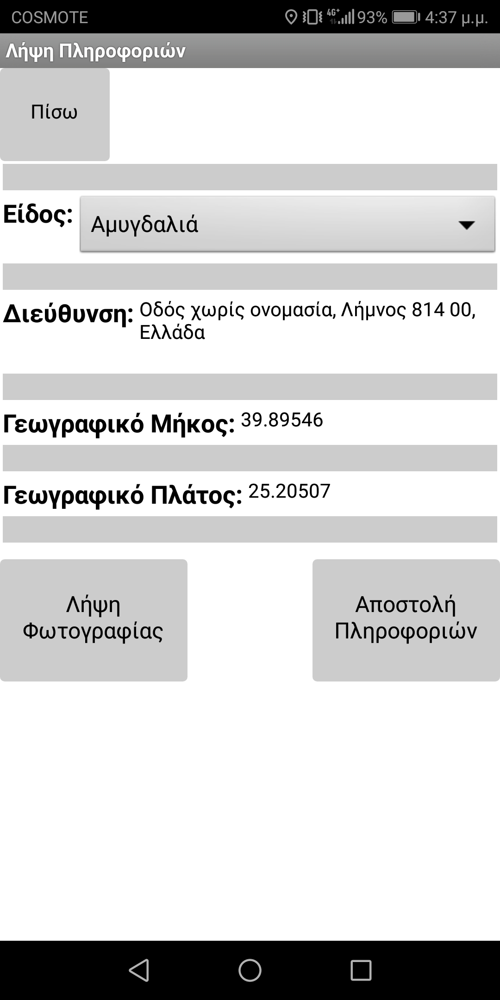 COSMOTE 4G+ 93% 4:37 μ.μ.
Λήψη Πληροφοριών
Πίσω
Είδος: Αμυγδαλιά
Διεύθυνση: Οδός χωρίς ονομασία, Λήμνος 814 00,
Ελλάδα
Γεωγραφικό Μήκος: 39.89546
Γεωγραφικό Πλάτος: 25.20507
Λήψη
Φωτογραφίας
Αποστολή
Πληροφοριών